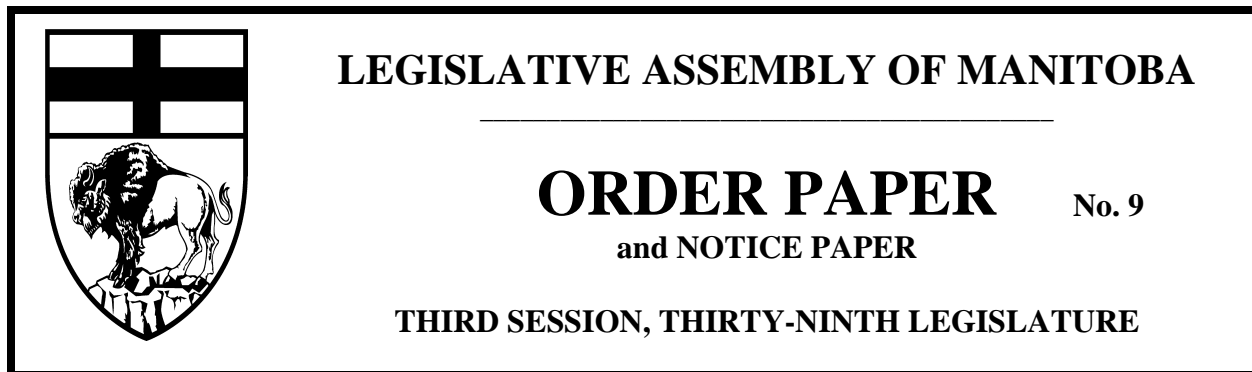 LEGISLATIVE ASSEMBLY OF MANITOBA
ORDER PAPER No. 9
and NOTICE PAPER
THIRD SESSION, THIRTY-NINTH LEGISLATURE